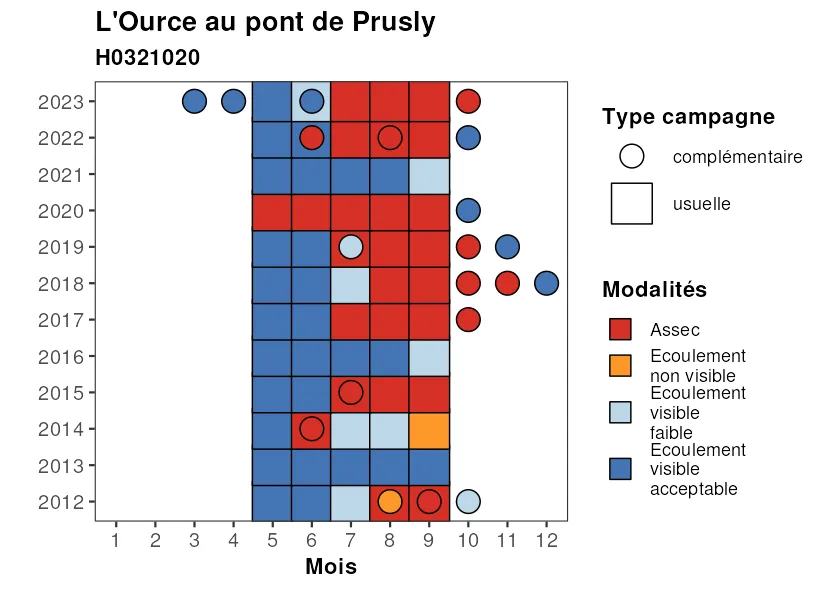 L'Ource au pont de Prusly
H0321020
2023
2022
2021
2020
2019
2018
2017
2016
2015
2014
2013
2012
1 2 3 4 5 6 7 8 9 10 11 12
Mois
Type campagne
complémentaire
usuelle
Modalités
Assec
Ecoulement
non visible
Ecoulement
visible
faible
Ecoulement
visible
acceptable